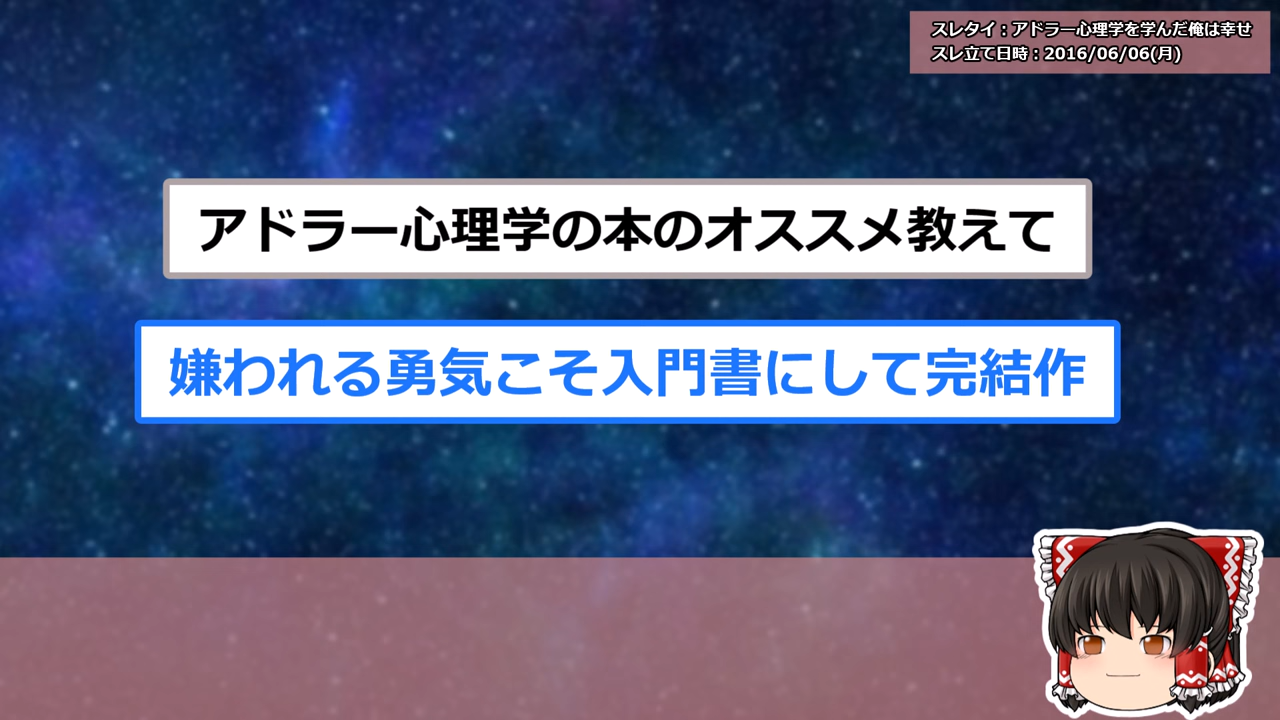 スレタイ：アドラー心理学を学んだ俺は幸せ
スレ立て日時：2016/06/06(月)
アドラー心理学の本のオススメ教えて
嫌われる勇気こそ入門書にして完結作